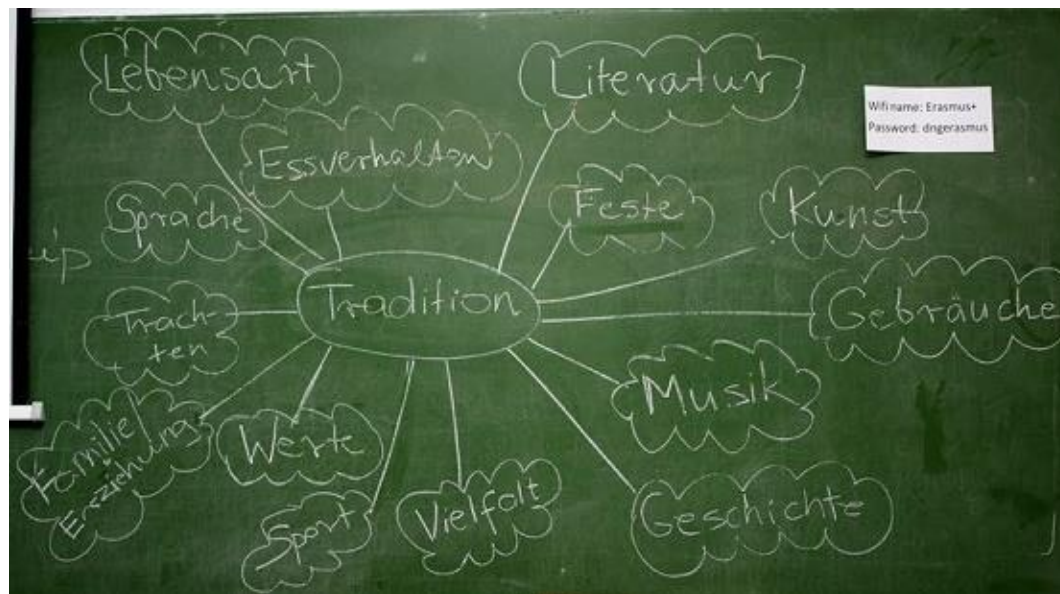 Lebensart
Literatur
Wifi name: Erasmus+
Password: dngerasmus
Essverhalten
Sprache
Feste
Kunst
Tradition
Gebräuche
Trach-
ten
Musik
Familie/
Erziehung
Werte
Sport
Vielfalt
Geschichte